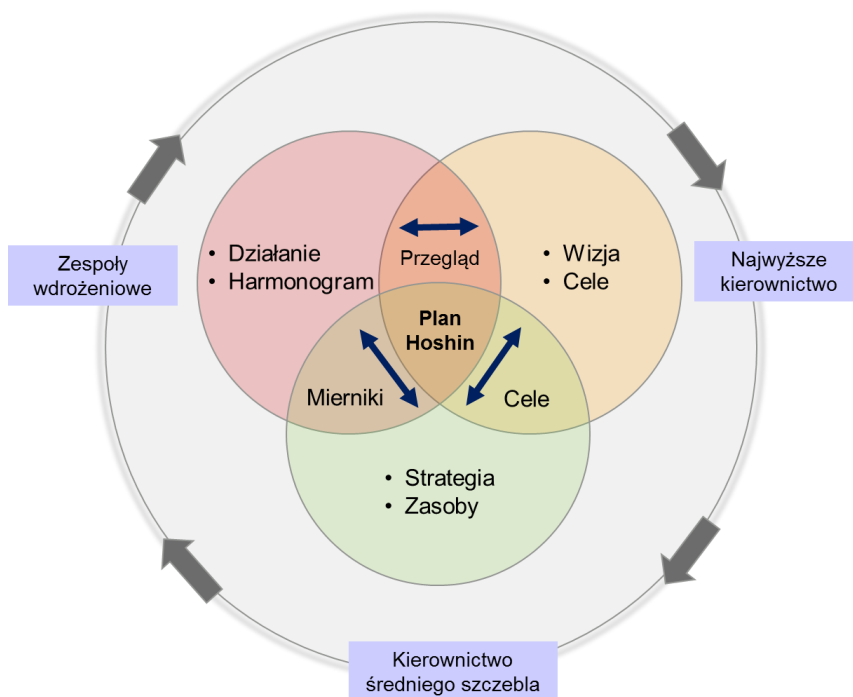 • Działanie
• Harmonogram
Przegląd
• Wizja
• Cele
Zespoły
wdrożeniowe
Najwyższe
kierownictwo
Plan
Hoshin
Mierniki
Cele
• Strategia
• Zasoby
Kierownictwo
średniego szczebla